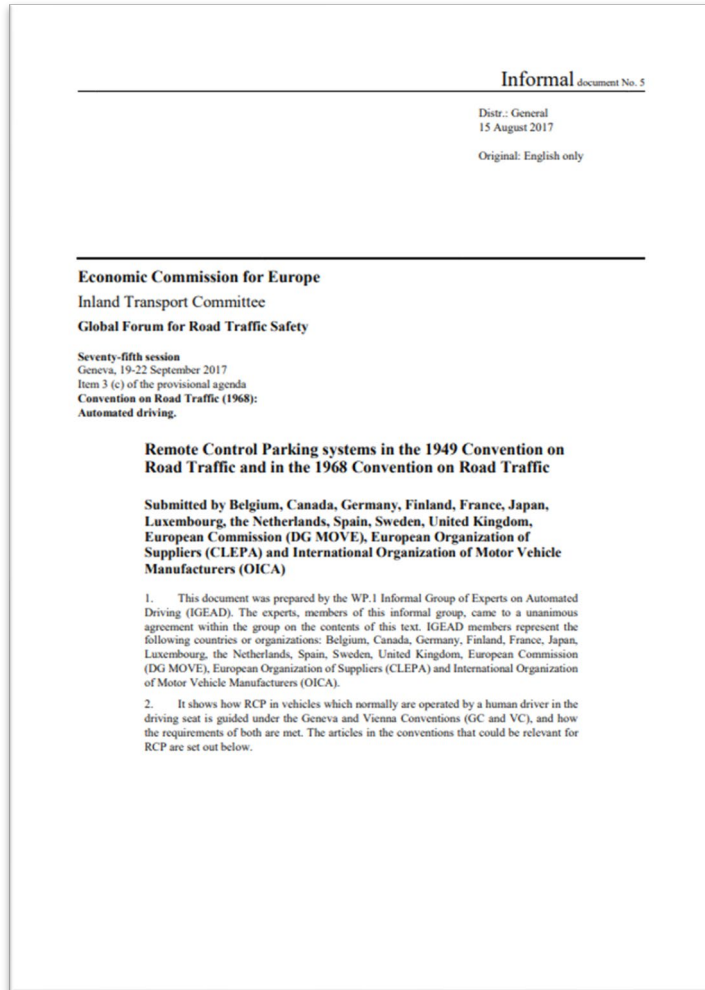 Informal document No. 5
Distr.: General
15 August 2017
Original: English only
Economic Commission for Europe
Inland Transport Committee
Global Forum for Road Traffic Safety
Seventy-fifth session
Geneva, 19-22 September 2017
Item 3 (c) of the provisional agenda
Convention on Road Traffic (1968):
Automated driving.
Remote Control Parking systems in the 1949 Convention on
Road Traffic and in the 1968 Convention on Road Traffic
Submitted by Belgium, Canada, Germany, Finland, France, Japan,
Luxembourg, the Netherlands, Spain, Sweden, United Kingdom,
European Commission (DG MOVE), European Organization of
Suppliers (CLEPA) and International Organization of Motor Vehicle
Manufacturers (OICA)
1. This document was prepared by the WP.1 Informal Group of Experts on Automated
Driving (IGEAD). The experts, members of this informal group, came to a unanimous
agreement within the group on the contents of this text. IGEAD members represent the
following countries or organizations: Belgium, Canada, Germany, Finland, France, Japan,
Luxembourg, the Netherlands, Spain, Sweden, United Kingdom, European Commission
(DG MOVE), European Organization of Suppliers (CLEPA) and International Organization
of Motor Vehicle Manufacturers (OICA).
2. It shows how RCP in vehicles which normally are operated by a human driver in the
driving seat is guided under the Geneva and Vienna Conventions (GC and VC), and how
the requirements of both are met. The articles in the conventions that could be relevant for
RCP are set out below.